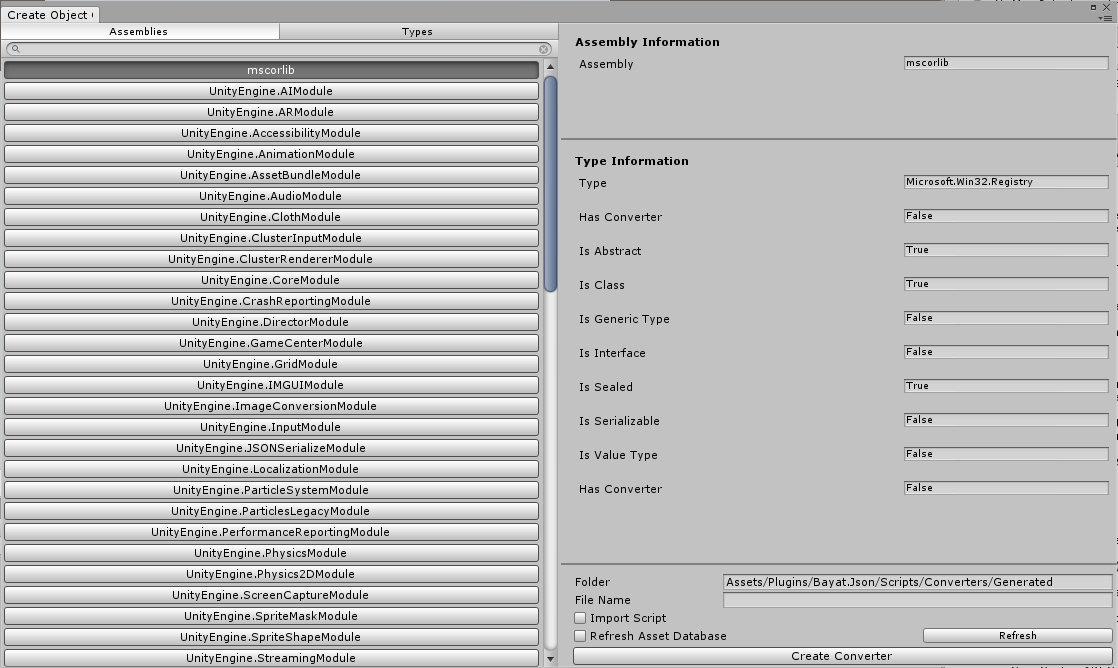 Create Object
Assemblies
Types
mscorlib
UnityEngine.AIModule
UnityEngine.ARModule
UnityEngine.AccessibilityModule
UnityEngine.AnimationModule
UnityEngine.AssetBundleModule
UnityEngine.AudioModule
UnityEngine.ClothModule
UnityEngine.ClusterInputModule
UnityEngine.ClusterRendererModule
UnityEngine.CoreModule
UnityEngine.CrashReportingModule
UnityEngine.DirectorModule
UnityEngine.GameCenterModule
UnityEngine.GridModule
UnityEngine.IMGUIModule
UnityEngine.ImageConversionModule
UnityEngine.InputModule
UnityEngine.JSONSerializeModule
UnityEngine.LocalizationModule
UnityEngine.ParticleSystemModule
UnityEngine.ParticlesLegacyModule
UnityEngine.PerformanceReportingModule
UnityEngine.PhysicsModule
UnityEngine.Physics2DModule
UnityEngine.ScreenCaptureModule
UnityEngine.SpriteMaskModule
UnityEngine.SpriteShapeModule
UnityEngine.StreamingModule
Assembly Information
Assembly mscorlib
Type Information
Type Microsoft.Win32.Registry
Has Converter False
Is Abstract True
Is Class True
Is Generic Type False
Is Interface False
Is Sealed True
Is Serializable False
Is Value Type False
Has Converter False
Folder Assets/Plugins/Bayat.Json/Scripts/Converters/Generated
File Name
Import Script
Refresh Asset Database Refresh
Create Converter